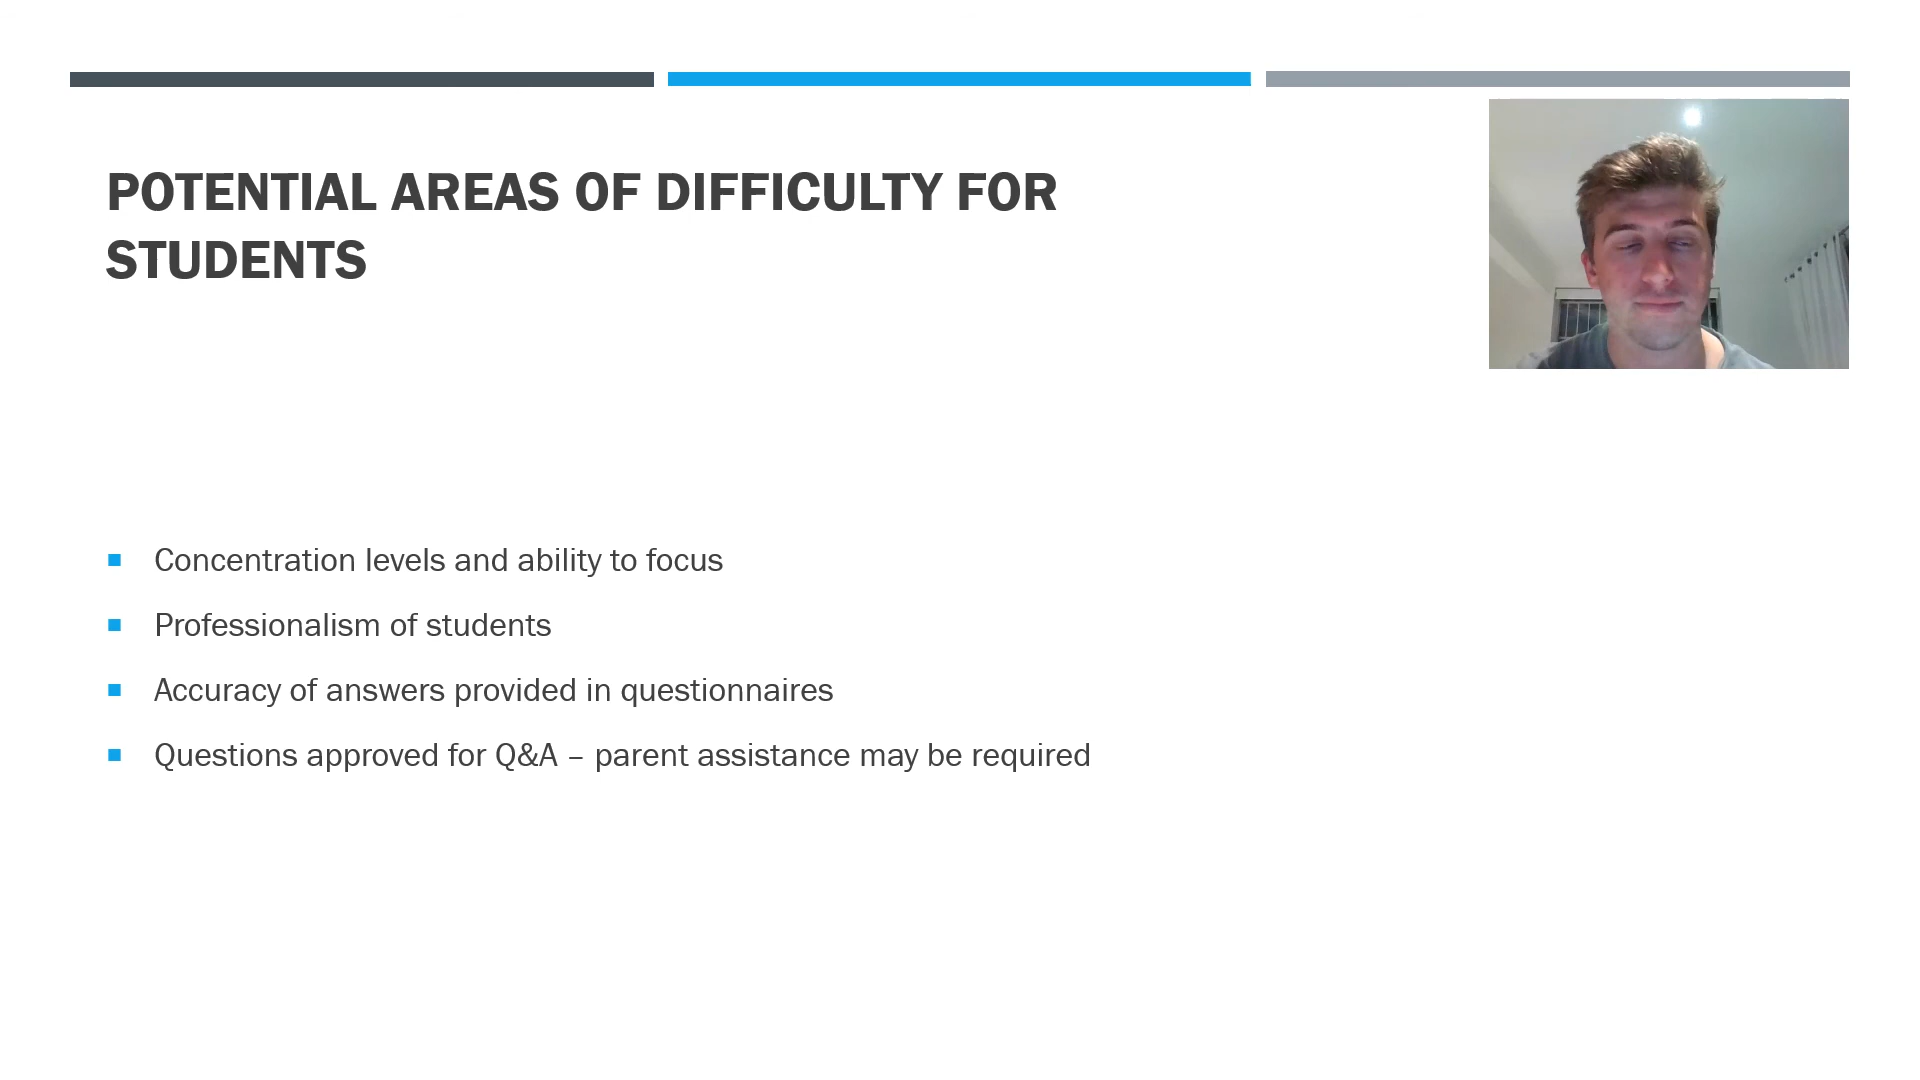 POTENTIAL AREAS OF DIFFICULTY FOR
STUDENTS
Concentration levels and ability to focus
Professionalism of students
Accuracy of answers provided in questionnaires
Questions approved for Q&A – parent assistance may be required